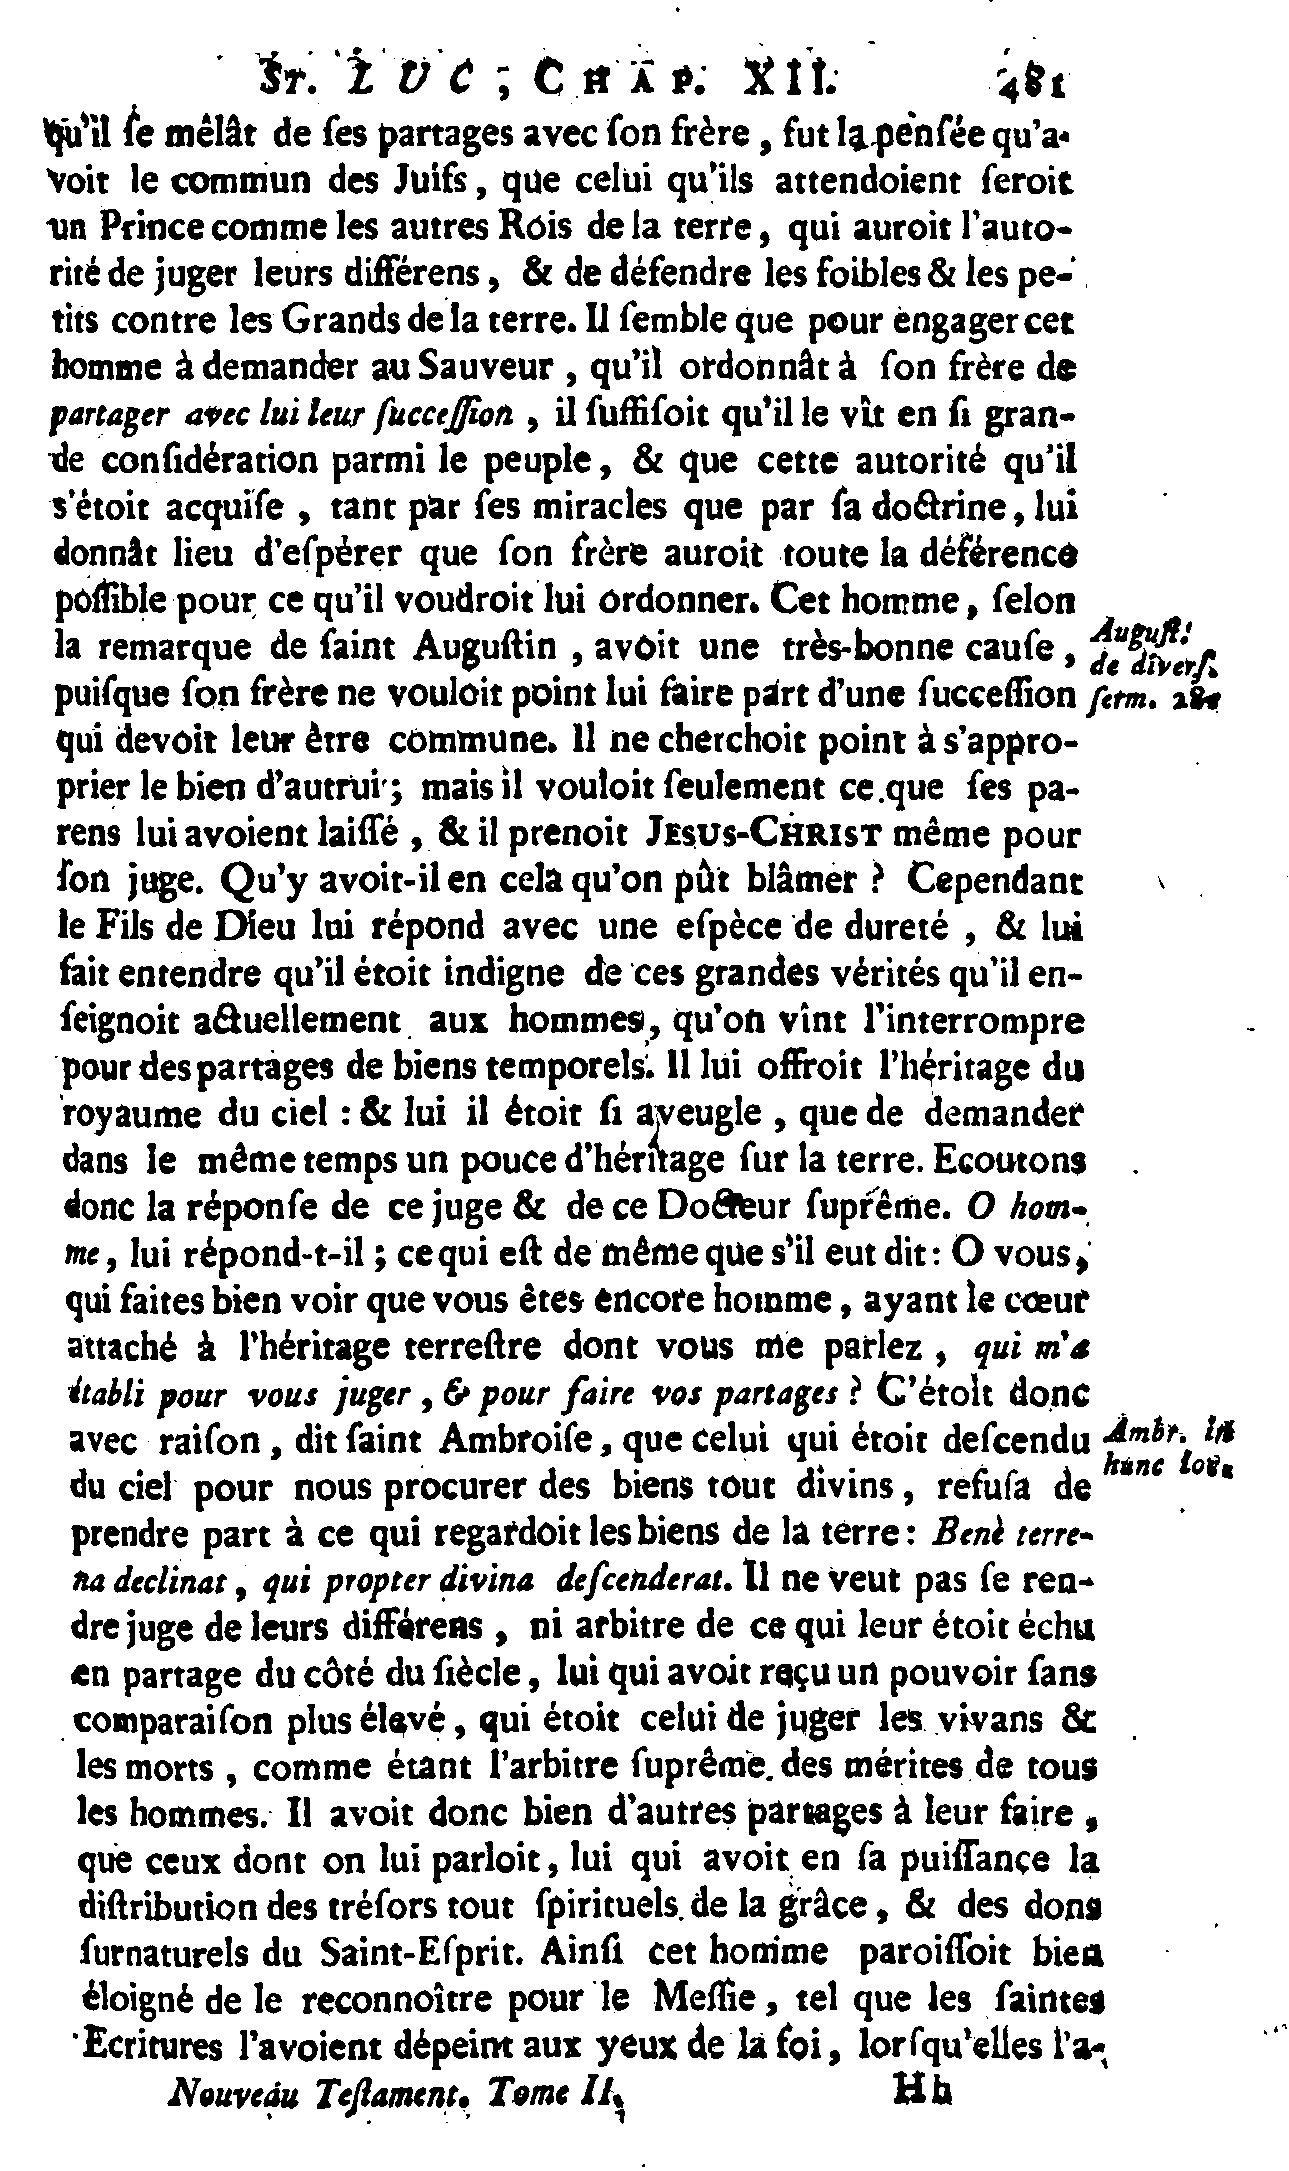 ST. LUC, CHAP. XII. 481
qu'il ſe mêlât de ſes partages avec ſon frère, fut la penſée qu'a-
voit le commun des Juifs, que celui qu'ils attendoient ſeroit
un Prince comme les autres Rois de la terre, qui auroit l'auto-
rité de juger leurs différens, & de défendre les foibles & les pe-
tits contre les Grands de la terre. Il ſemble que pour engager cet
homme à demander au Sauveur, qu'il ordonnât à ſon frère de
partager avec lui leur ſucceſſion, il ſuffiſoit qu'il le vît en ſi gran-
de conſidération parmi le peuple, & que cette autorité qu'il
s'étoit acquiſe, tant par ſes miracles que par ſa doctrine, lui
donnât lieu d'eſpérer que ſon frère auroit toute la déférence
poſſible pour ce qu'il voudroit lui ordonner. Cet homme, ſelon
la remarque de ſaint Auguſtin, avoit une très-bonne cauſe,
puiſque ſon frère ne vouloit point lui faire part d'une ſucceſſion
qui devoit leur être commune. Il ne cherchoit point à s'appro-
prier le bien d'autrui; mais il vouloit ſeulement ce que ſes pa-
rens lui avoient laiſſé, & il prenoit JESUS-CHRIST même pour
ſon juge. Qu'y avoit-il en cela qu'on pût blâmer ? Cependant
le Fils de Dieu lui répond avec une eſpèce de dureté, & lui
fait entendre qu'il étoit indigne de ces grandes vérités qu'il en-
ſeignoit actuellement aux hommes, qu'on vînt l'interrompre
pour des partages de biens temporels. Il lui offroit l'héritage du
royaume du ciel : & lui il étoit ſi aveugle, que de demander
dans le même temps un pouce d'héritage ſur la terre. Ecoutons
donc la réponſe de ce juge & de ce Docteur ſuprême. O hom-
me, lui répond-t-il ; ce qui eſt de même que s'il eut dit : O vous,
qui faites bien voir que vous êtes encore homme, ayant le cœur
attaché à l'héritage terreſtre dont vous me parlez, qui m'a
établi pour vous juger, & pour faire vos partages ? C'étoit donc
avec raiſon, dit ſaint Ambroiſe, que celui qui étoit deſcendu
du ciel pour nous procurer des biens tout divins, refuſa de
prendre part à ce qui regardoit les biens de la terre : Benè terre-
na declinat, qui propter divina deſcenderat. Il ne veut pas ſe ren-
dre juge de leurs différens, ni arbitre de ce qui leur étoit échu
en partage du côté du ſiècle, lui qui avoit reçu un pouvoir ſans
comparaiſon plus élevé, qui étoit celui de juger les vivans &
les morts, comme étant l'arbitre ſuprême des mérites de tous
les hommes. Il avoit donc bien d'autres partages à leur faire,
que ceux dont on lui parloit, lui qui avoit en ſa puiſſance la
diſtribution des tréſors tout ſpirituels de la grâce, & des dons
ſurnaturels du Saint-Eſprit. Ainſi cet homme paroiſſoit bien
éloigné de le reconnoître pour le Meſſie, tel que les ſaintes
Ecritures l'avoient dépeint aux yeux de la foi, lorſqu'elles l'a-
Nouveau Teſtament. Tome II. Hh
Auguſt.
de diverſ.
ſerm.
Ambr. in
hunc loc.